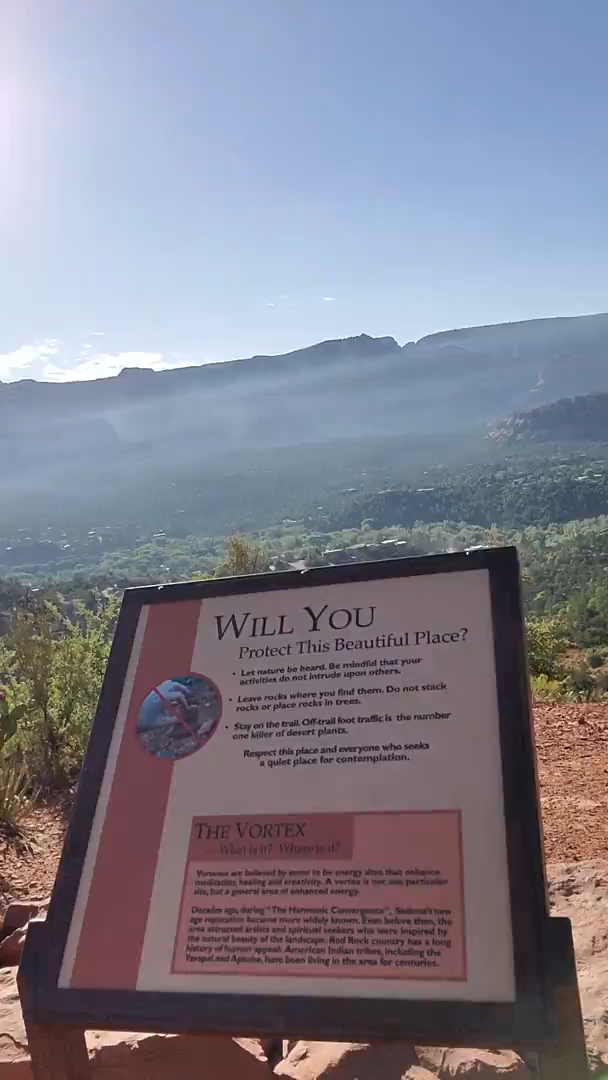 WILL YOU
Protect This Beautiful Place?
• Let nature be heard. Be mindful that your
activities do not intrude upon others.
• Leave rocks where you find them. Do not stack
rocks or place rocks in trees.
• Stay on the trail. Off-trail foot traffic is the number
one killer of desert plants.
Respect this place and everyone who seeks
a quiet place for contemplation.
THE VORTEX
— What is it? Where is it?
Vortexes are believed by some to be energy sites that enhance
meditation, healing and creativity. A vortex is not one particular
site, but a general area of enhanced energy.
Decades ago, during "The Harmonic Convergence", Sedona's new
age reputation became more widely known. Even before then, the
area attracted artists and spiritual seekers who were inspired by
the natural beauty of the landscape. Red Rock country has a long
history of human appeal. American Indian tribes, including the
Yavapai and Apache, have been living in the area for centuries.